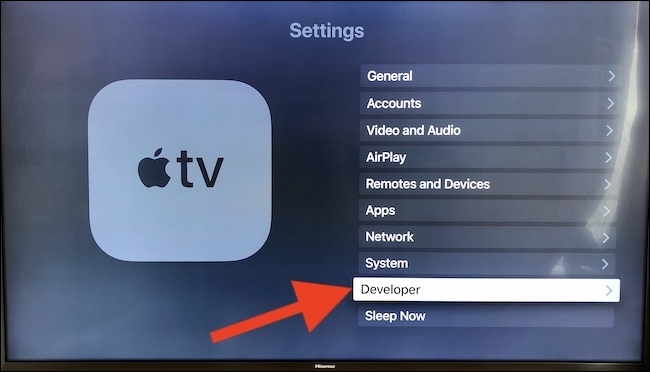 Settings
tv
General
Accounts
Video and Audio
AirPlay
Remotes and Devices
Apps
Network
System
Developer
Sleep Now
Hisense